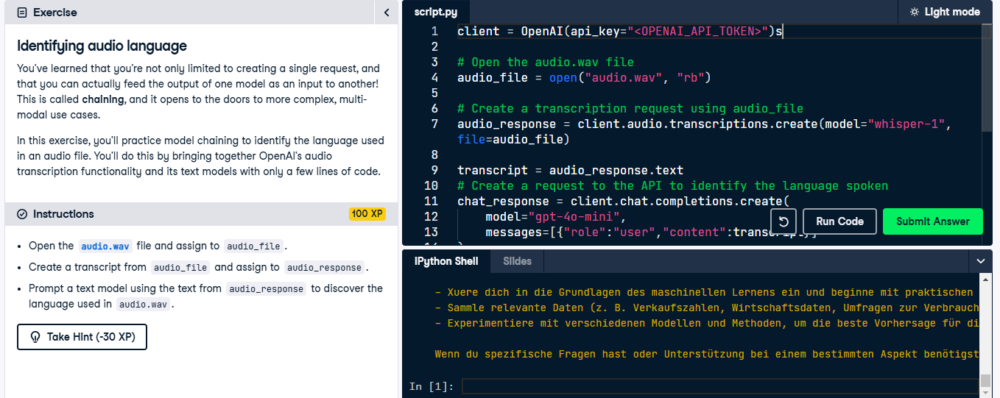 Exercise
Identifying audio language
You've learned that you're not only limited to creating a single request, and
that you can actually feed the output of one model as an input to another!
This is called chaining, and it opens to the doors to more complex, multi-
modal use cases.
In this exercise, you'll practice model chaining to identify the language used
in an audio file. You'll do this by bringing together OpenAI's audio
transcription functionality and its text models with only a few lines of code.
Instructions
100 XP
• Open the audio.wav file and assign to audio_file.
• Create a transcript from audio_file and assign to audio_response.
• Prompt a text model using the text from audio_response to discover the
language used in audio.wav.
Take Hint (-30 XP)
script.py
Light mode
1 client = OpenAI(api_key="<OPENAI_API_TOKEN>")s
2
3 # Open the audio.wav file
4 audio_file = open("audio.wav", "rb")
5
6 # Create a transcription request using audio_file
7 audio_response = client.audio.transcriptions.create(model="whisper-1",
file=audio_file)
8
9 transcript = audio_response.text
10 # Create a request to the API to identify the language spoken
11 chat_response = client.chat.completions.create(
12 model="gpt-4o-mini",
13 messages=[{"role":"user","content":transcript}]
Run Code
Submit Answer
IPython Shell
Slides
- Xuere dich in die Grundlagen des maschinellen Lernens ein und beginne mit praktischen
- Sammle relevante Daten (z. B. Verkaufszahlen, Wirtschaftsdaten, Umfragen zur Verbrauch
- Experimentiere mit verschiedenen Modellen und Methoden, um die beste Vorhersage für di
Wenn du spezifische Fragen hast oder Unterstützung bei einem bestimmten Aspekt benötigst
In [1]: